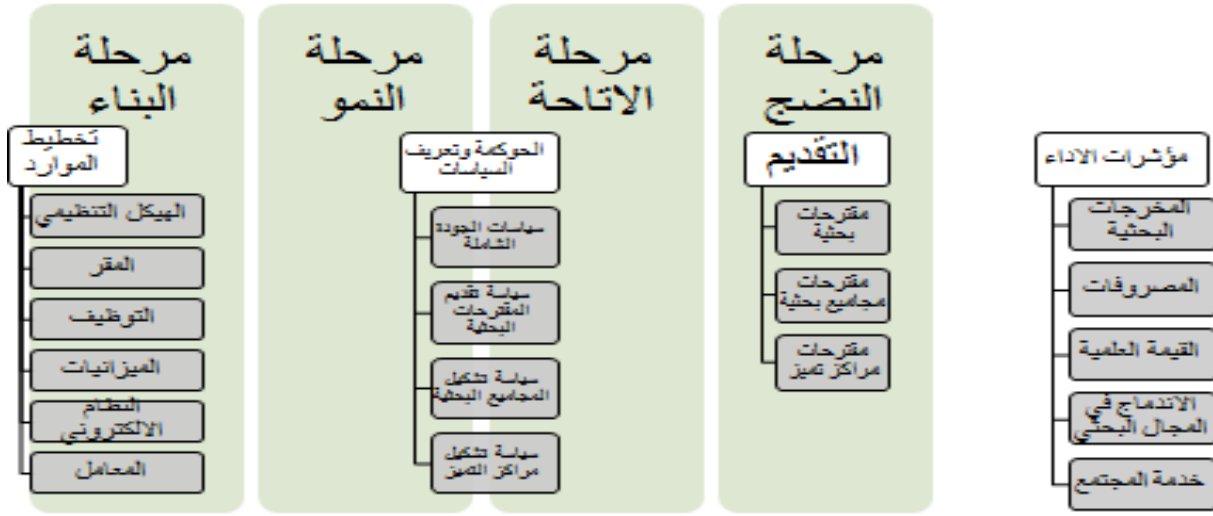 مرحلة
البناء
مرحلة
النمو
مرحلة
الاتاحة
مرحلة
النضج
تخطيط
الموارد
الهيكل التنظيمي
المقر
التوظيف
الميزانيات
النظام
الالكتروني
المعامل
الحوكمة وتعريف
السياسات
سياسات الجودة
الشاملة
سياسة تقديم
المقترحات
البحثية
سياسة تشكيل
المجاميع البحثية
سياسة تشكيل
مراكز التميز
التقديم
مقترحات
بحثية
مقترحات
مجاميع بحثية
مقترحات
مراكز تميز
مؤشرات الاداء
المخرجات
البحثية
المصروفات
القيمة العلمية
الاندماج في
المجال البحثي
خدمة المجتمع